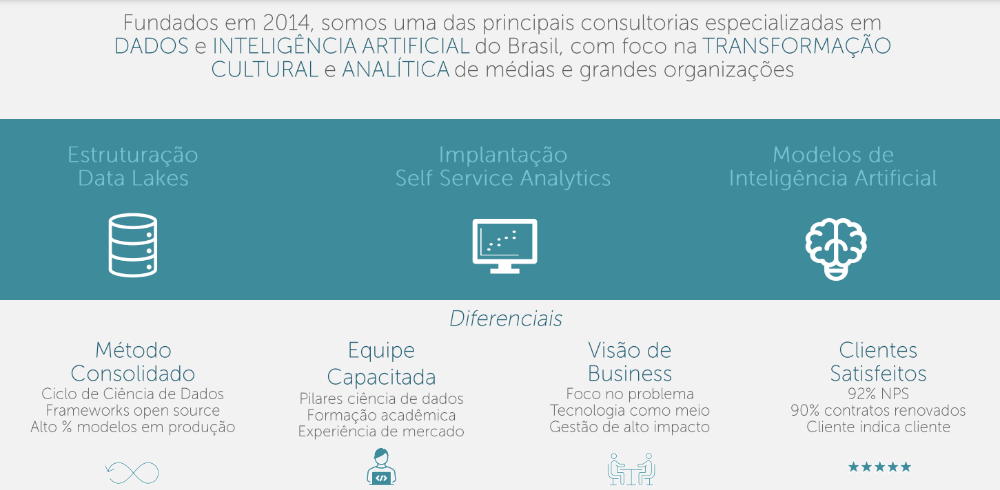 Fundados em 2014, somos uma das principais consultorias especializadas em
DADOS e INTELIGÊNCIA ARTIFICIAL do Brasil, com foco na TRANSFORMAÇÃO
CULTURAL e ANALÍTICA de médias e grandes organizações
Estruturação
Data Lakes
Implantação
Self Service Analytics
Modelos de
Inteligência Artificial
Diferenciais
Método
Consolidado
Ciclo de Ciência de Dados
Frameworks open source
Alto % modelos em produção
Equipe
Capacitada
Pilares ciência de dados
Formação acadêmica
Experiência de mercado
Visão de
Business
Foco no problema
Tecnologia como meio
Gestão de alto impacto
Clientes
Satisfeitos
92% NPS
90% contratos renovados
Cliente indica cliente